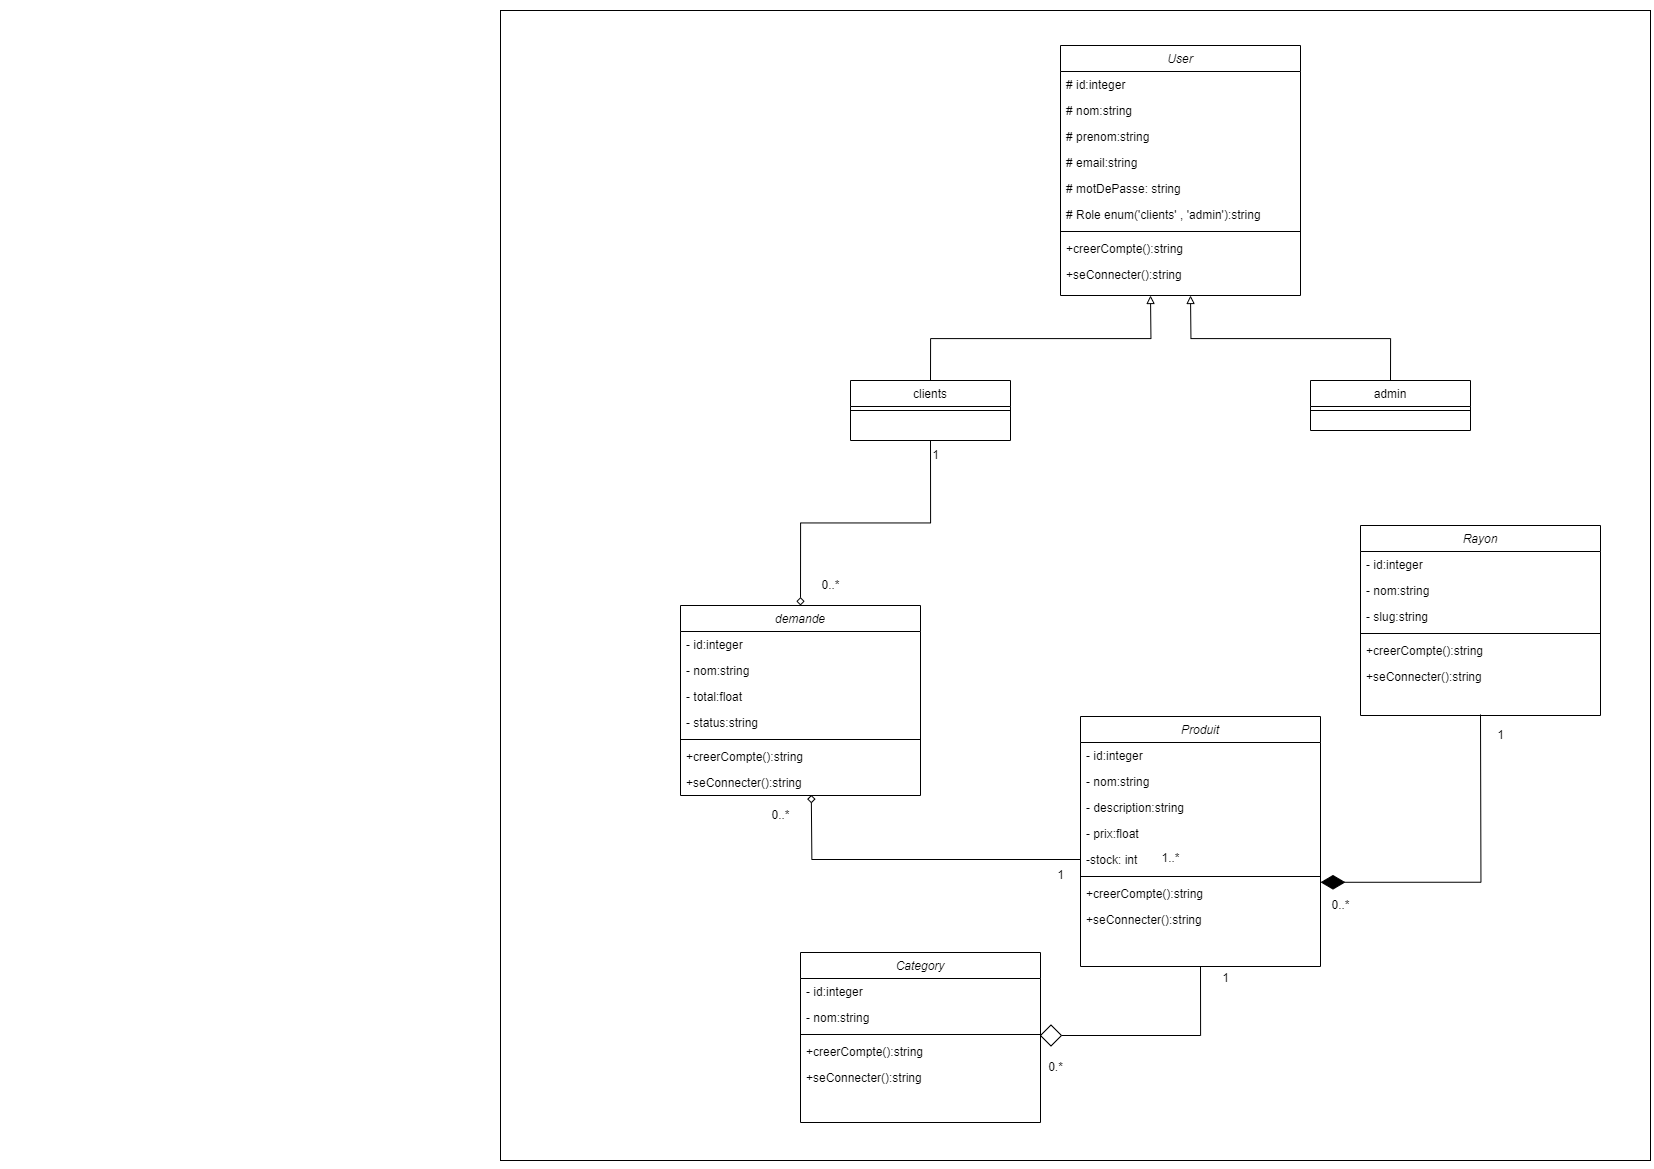 User
# id:integer
# nom:string
# prenom:string
# email:string
# motDePasse: string
# Role enum('clients' , 'admin'):string
+creerCompte():string
+seConnecter():string
clients
admin
1
0..*
demande
- id:integer
- nom:string
- total:float
- status:string
+creerCompte():string
+seConnecter():string
0..*
Rayon
- id:integer
- nom:string
- slug:string
+creerCompte():string
+seConnecter():string
1
Produit
- id:integer
- nom:string
- description:string
- prix:float
-stock: int
1..*
+creerCompte():string
+seConnecter():string
1
0..*
1
Category
- id:integer
- nom:string
+creerCompte():string
+seConnecter():string
0.*